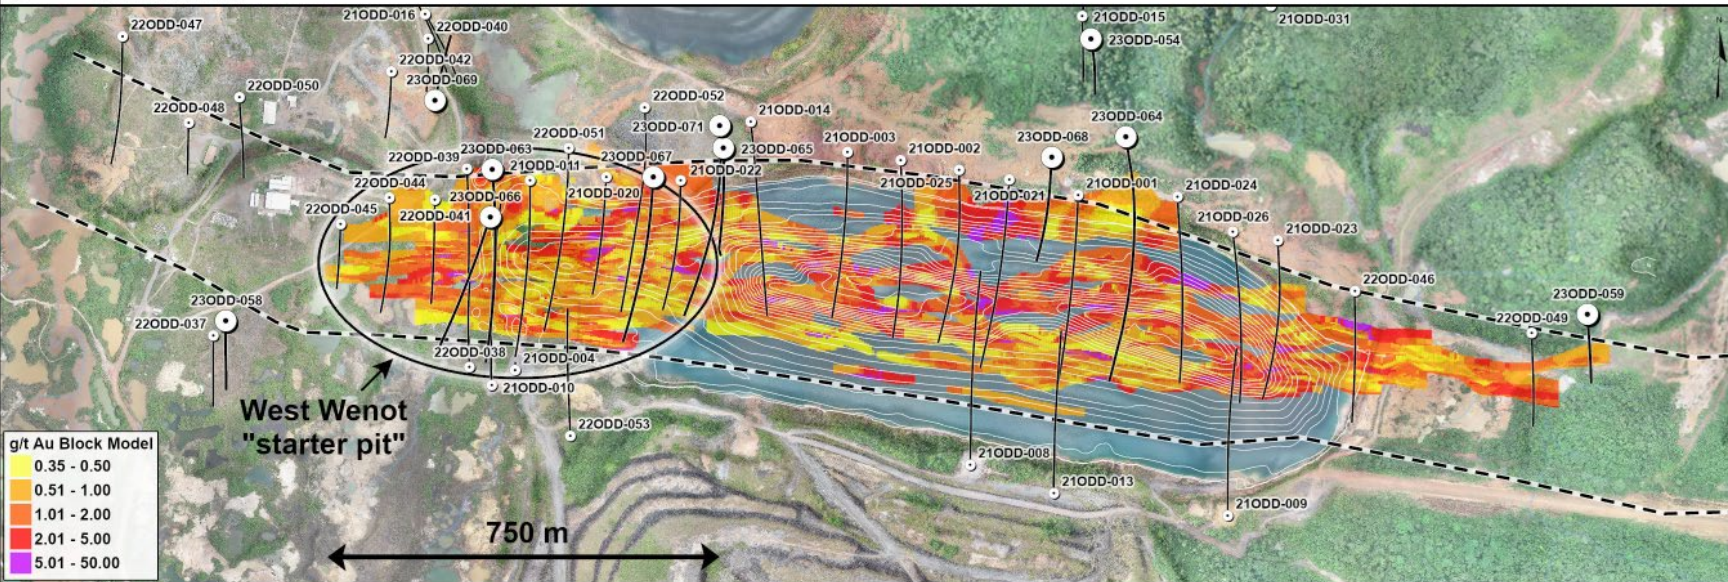 22ODD-047
21ODD-016
22ODD-040
21ODD-015
21ODD-031
23ODD-054
22ODD-042
23ODD-069
22ODD-050
22ODD-048
22ODD-052
21ODD-014
23ODD-064
23ODD-071
22ODD-051
21ODD-003
23ODD-068
22ODD-039
23ODD-063
23ODD-067
23ODD-065
21ODD-002
21ODD-011
21ODD-022
22ODD-044
23ODD-066
21ODD-020
21ODD-025
21ODD-021
21ODD-001
21ODD-024
22ODD-045
22ODD-041
21ODD-026
21ODD-023
22ODD-046
23ODD-058
23ODD-059
22ODD-037
22ODD-049
22ODD-038
21ODD-004
21ODD-010
West Wenot
"starter pit"
22ODD-053
21ODD-008
21ODD-013
21ODD-009
750 m
g/t Au Block Model
0.35 - 0.50
0.51 - 1.00
1.01 - 2.00
2.01 - 5.00
5.01 - 50.00